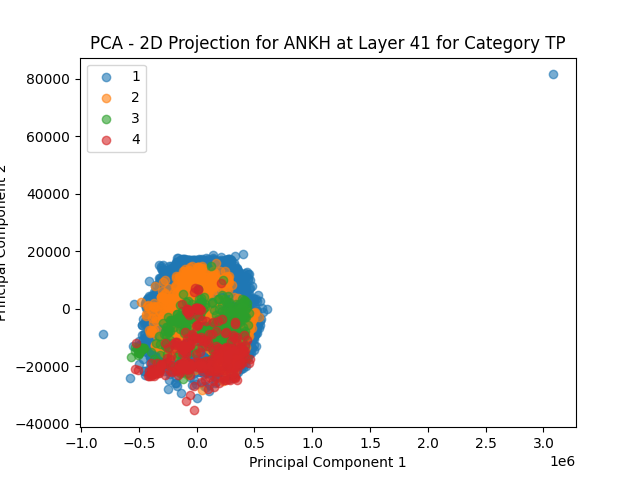 PCA - 2D Projection for ANKH at Layer 41 for Category TP
1
2
3
4
80000
60000
40000
20000
0
−20000
−40000
Principal Component 2
−1.0 −0.5 0.0 0.5 1.0 1.5 2.0 2.5 3.0
1e6
Principal Component 1